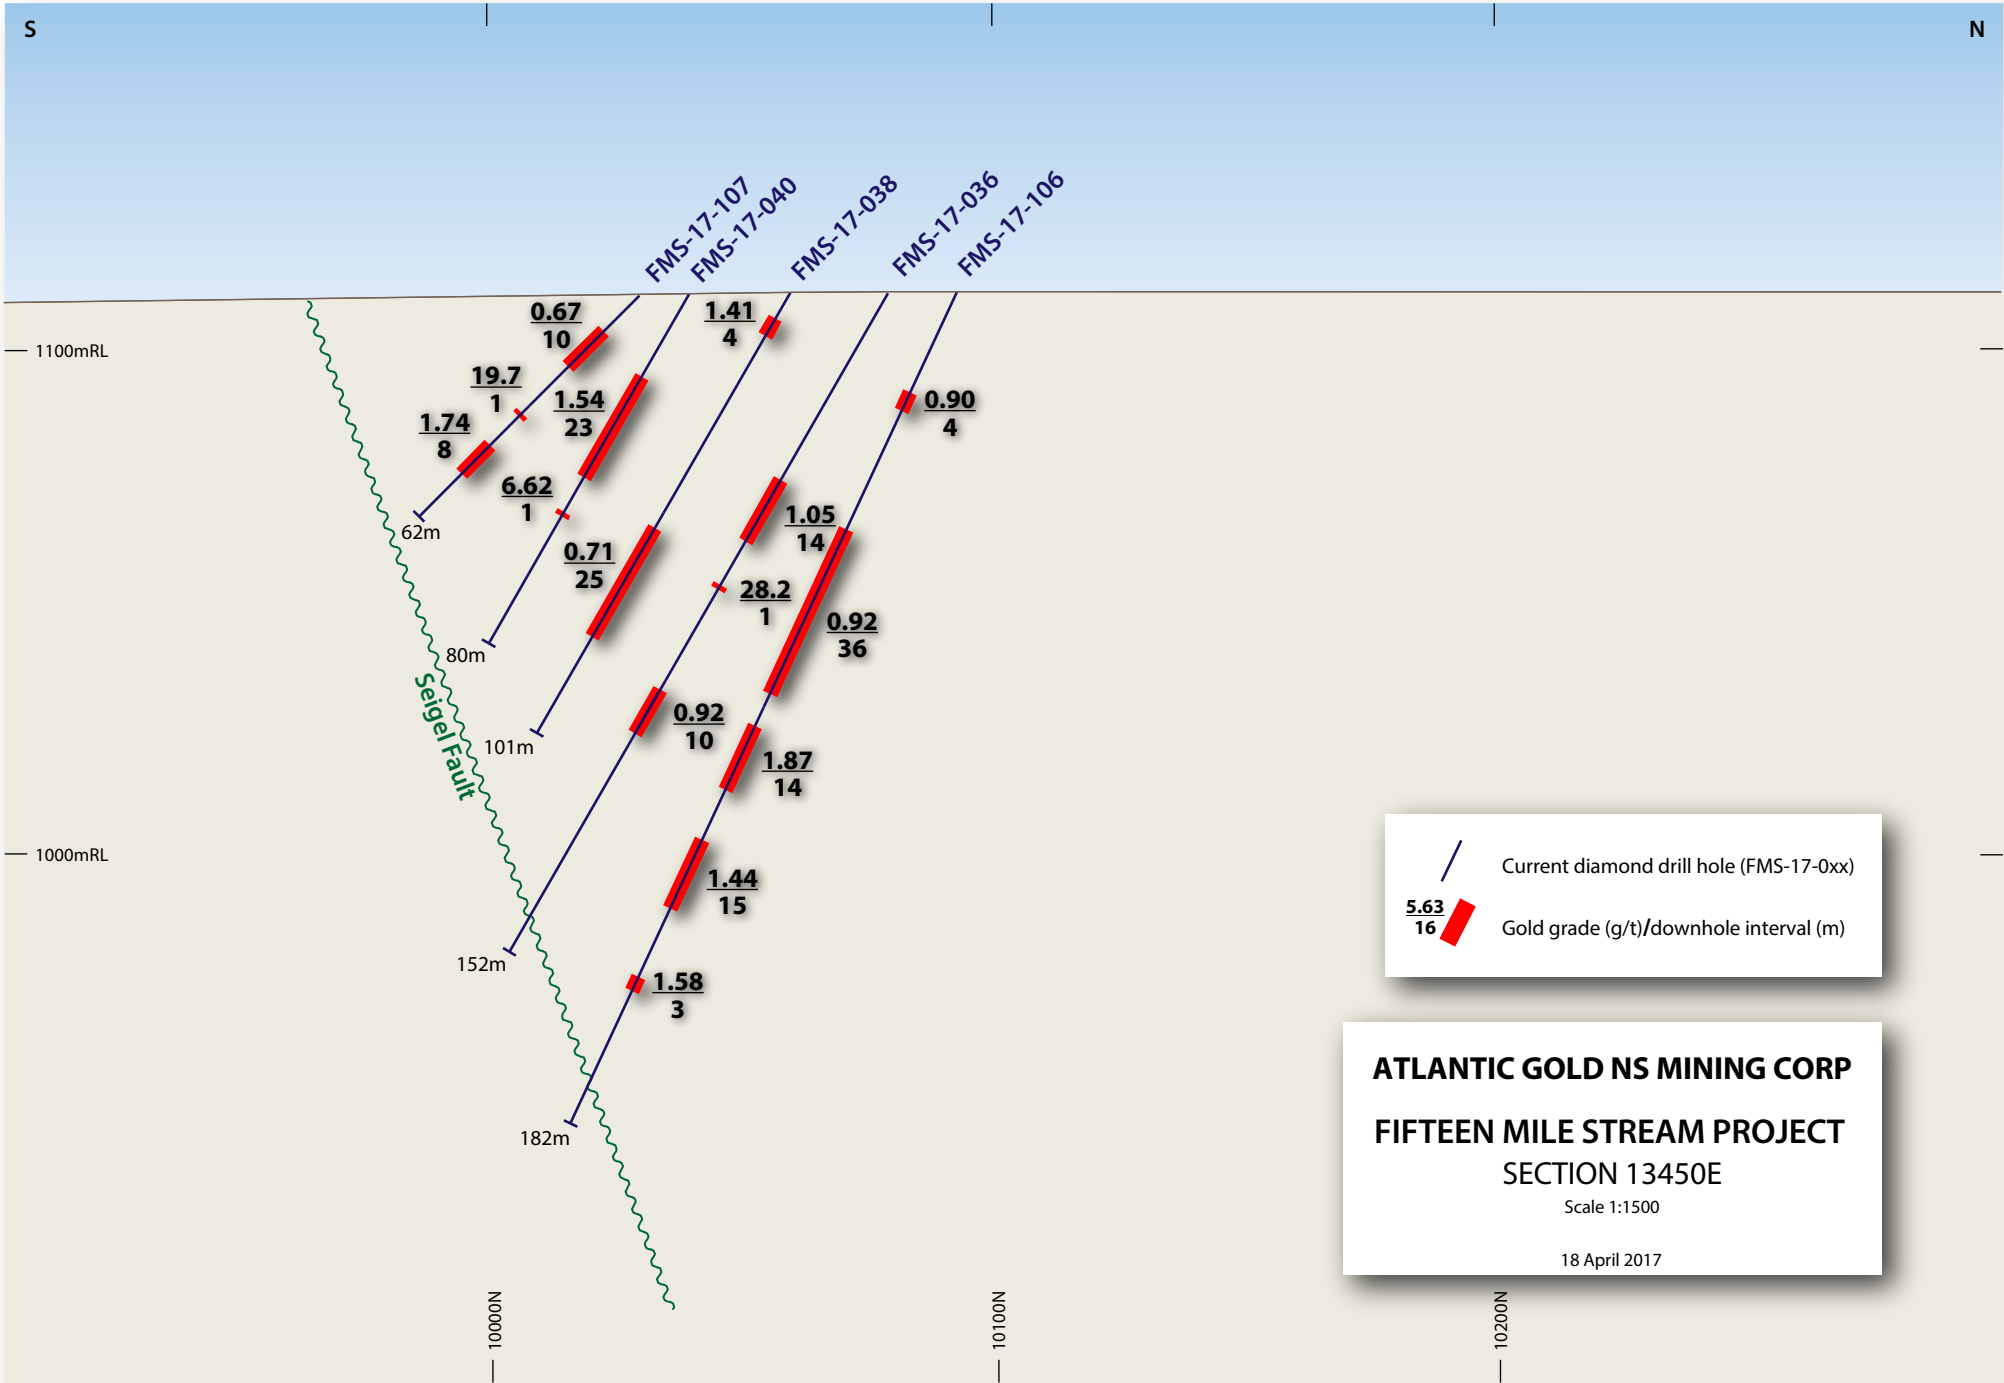 S
N
FMS-17-107
FMS-17-040
FMS-17-038
FMS-17-036
FMS-17-106
0.67
10
1.41
4
1100mRL
19.7
1
1.54
23
0.90
4
1.74
8
6.62
1
62m
1.05
14
0.71
25
28.2
1
0.92
36
80m
Seigel Fault
0.92
10
101m
1.87
14
1000mRL
1.44
15
152m
1.58
3
182m
Current diamond drill hole (FMS-17-0xx)
5.63
16
Gold grade (g/t)/downhole interval (m)
ATLANTIC GOLD NS MINING CORP
FIFTEEN MILE STREAM PROJECT
SECTION 13450E
Scale 1:1500
18 April 2017
10000N
10100N
10200N